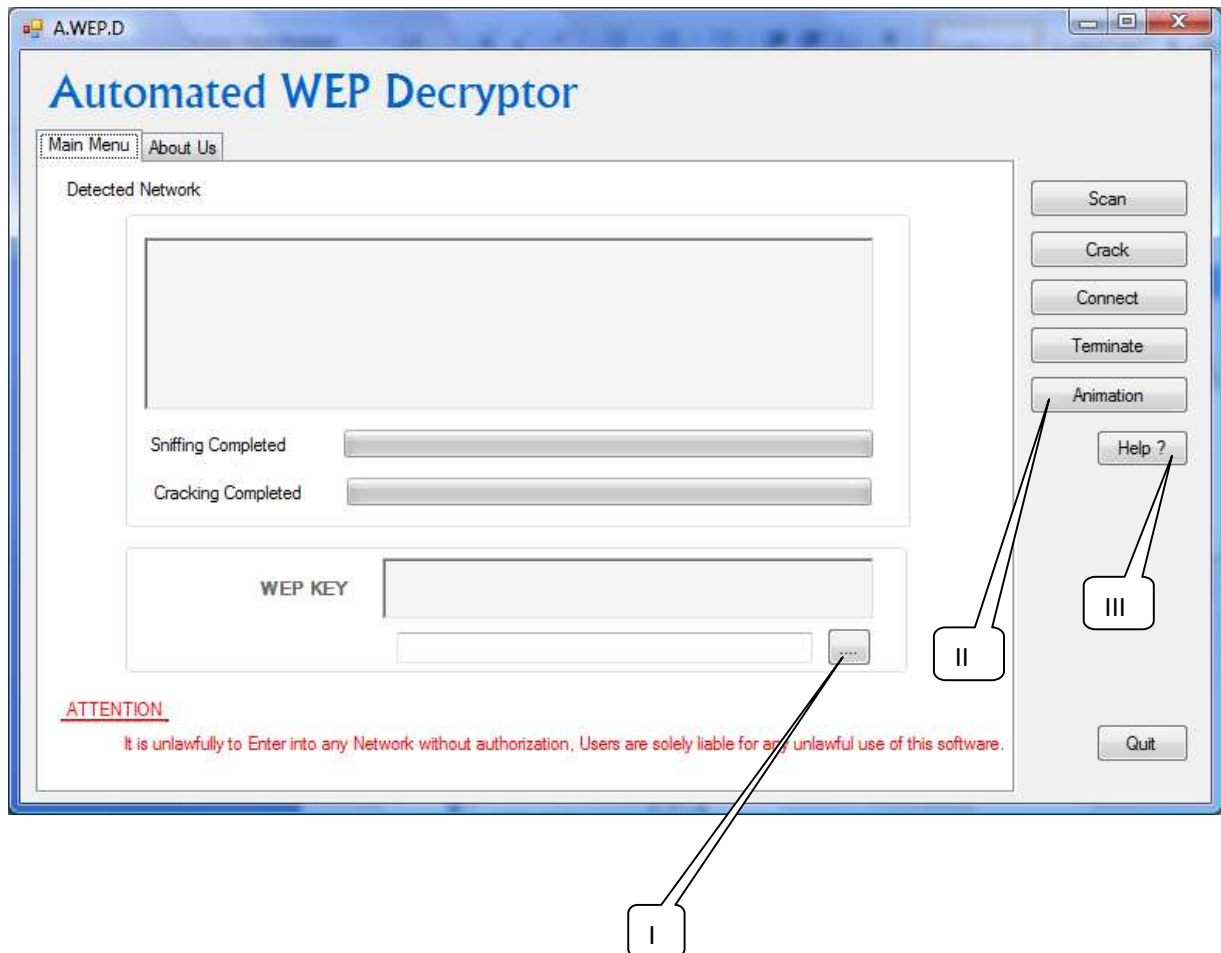 A.WEP.D
Automated WEP Decryptor
Main Menu
About Us
Detected Network
Scan
Crack
Connect
Terminate
Animation
Help ?
Sniffing Completed
Cracking Completed
WEP KEY
....
III
II
ATTENTION
It is unlawfully to Enter into any Network without authorization, Users are solely liable for any unlawful use of this software.
Quit
I